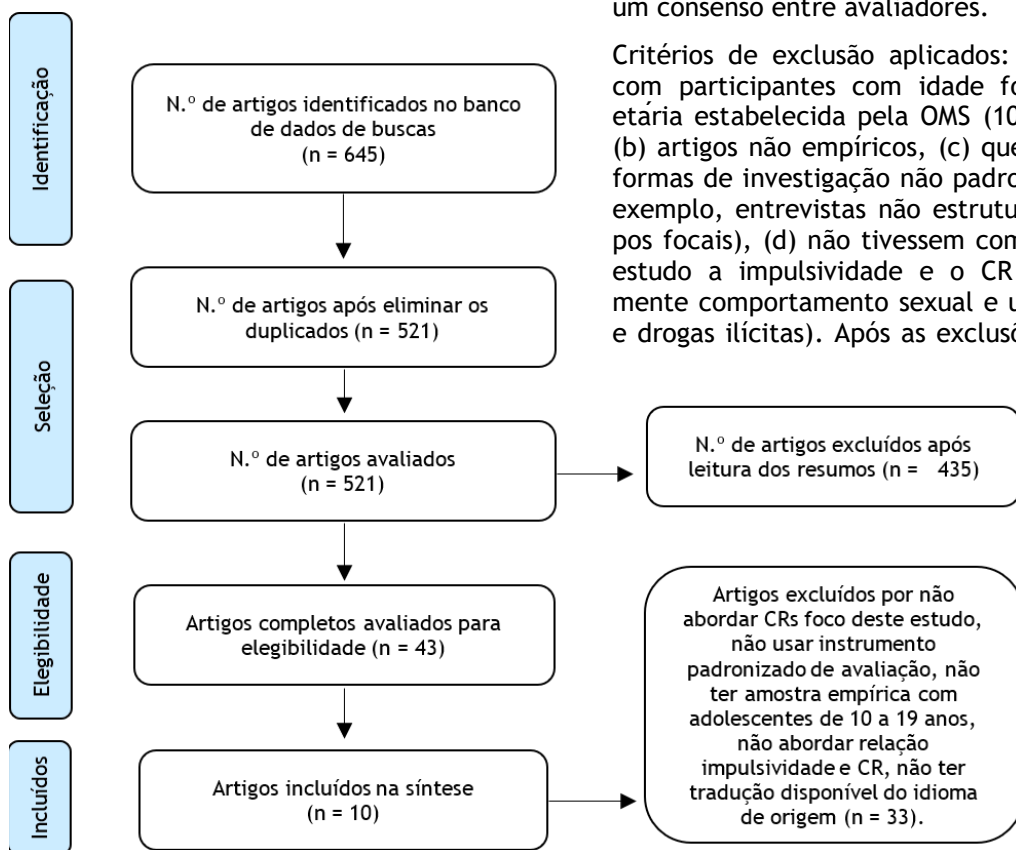 um consenso entre avaliadores.
Critérios de exclusão aplicados:
com participantes com idade
etária estabelecida pela OMS (10
(b) artigos não empíricos, (c)
formas de investigação não
exemplo, entrevistas não
pos focais), (d) não tivessem
estudo a impulsividade e o CR
mente comportamento sexual e
e drogas ilícitas). Após as
Identificação
N.º de artigos identificados no banco
de dados de buscas
(n = 645)
Seleção
N.º de artigos após eliminar os
duplicados (n = 521)
N.º de artigos avaliados
(n = 521)
N.º de artigos excluídos após
leitura dos resumos (n = 435)
Elegibilidade
Artigos completos avaliados para
elegibilidade (n = 43)
Incluídos
Artigos incluídos na síntese
(n = 10)
Artigos excluídos por não
abordar CRs foco deste estudo,
não usar instrumento
padronizado de avaliação, não
ter amostra empírica com
adolescentes de 10 a 19 anos,
não abordar relação
impulsividade e CR, não ter
tradução disponível do idioma
de origem (n = 33).